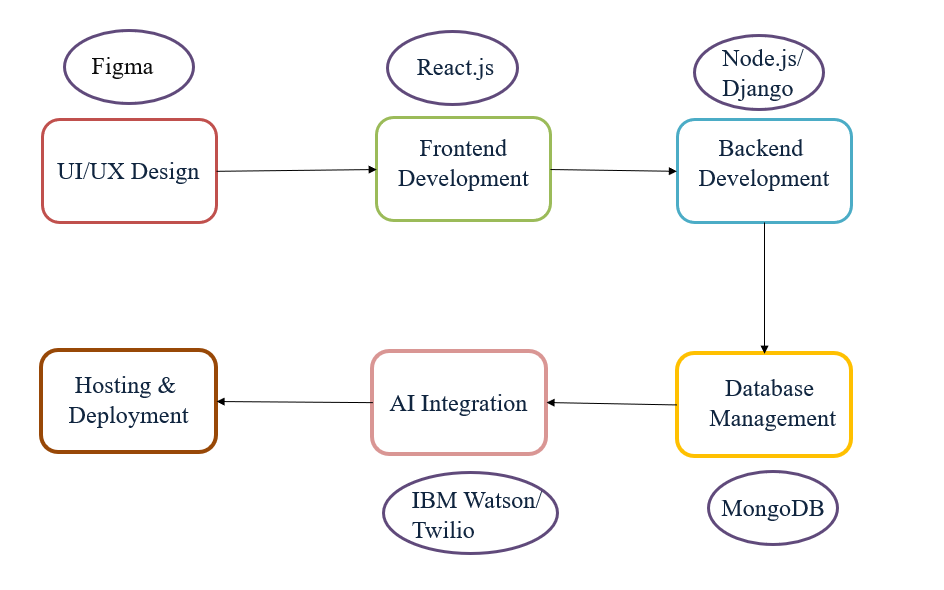 Figma
React.js
Node.js/
Django
UI/UX Design
Frontend
Development
Backend
Development
Hosting &
Deployment
AI Integration
Database
Management
IBM Watson/
Twilio
MongoDB